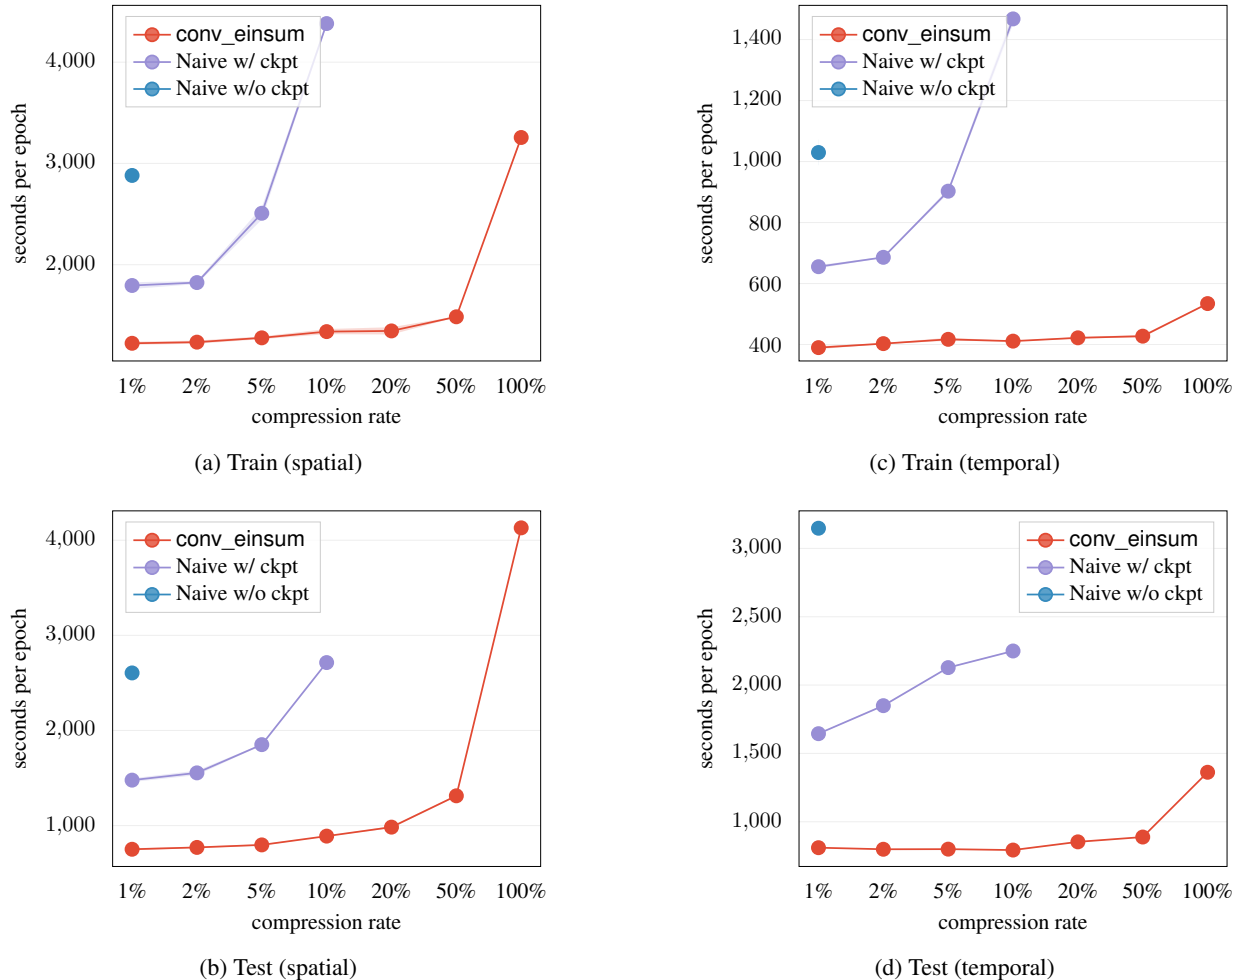 conv_einsum
Naive w/ ckpt
Naive w/o ckpt
4,000
3,000
2,000
seconds per epoch
1% 2% 5% 10% 20% 50% 100%
compression rate
(a) Train (spatial)
conv_einsum
Naive w/ ckpt
Naive w/o ckpt
1,400
1,200
1,000
800
600
400
seconds per epoch
1% 2% 5% 10% 20% 50% 100%
compression rate
(c) Train (temporal)
conv_einsum
Naive w/ ckpt
Naive w/o ckpt
4,000
3,000
2,000
1,000
seconds per epoch
1% 2% 5% 10% 20% 50% 100%
compression rate
(b) Test (spatial)
conv_einsum
Naive w/ ckpt
Naive w/o ckpt
3,000
2,500
2,000
1,500
1,000
seconds per epoch
1% 2% 5% 10% 20% 50% 100%
compression rate
(d) Test (temporal)